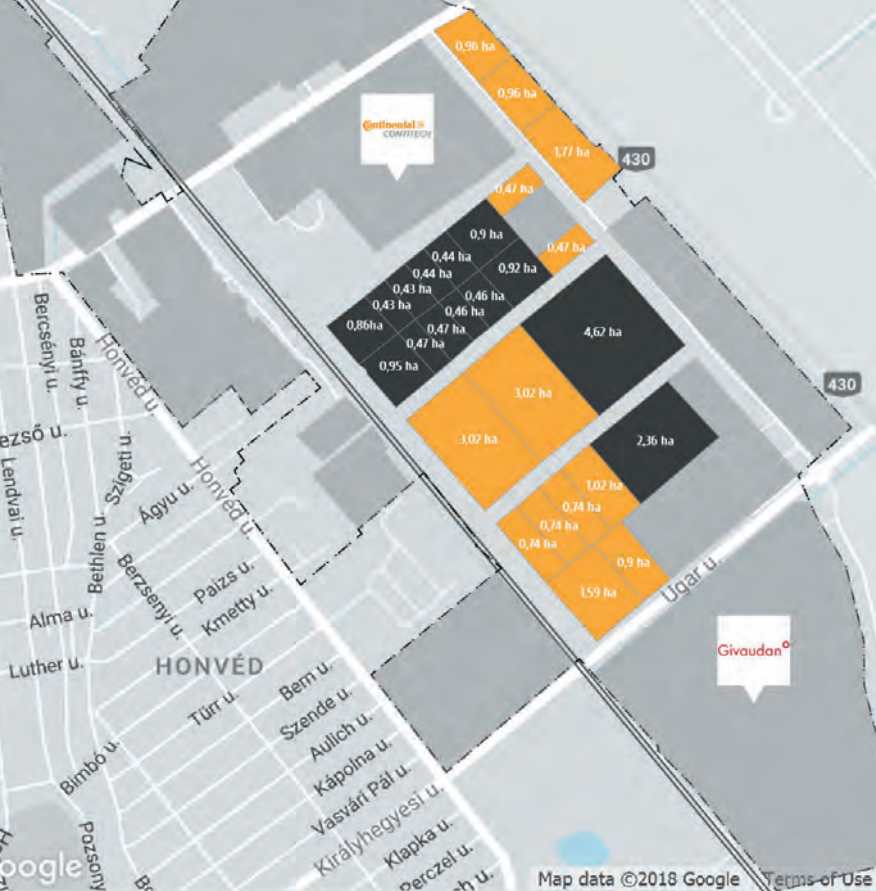 0,96 ha
0,96 ha
Continental
CONTITECH
1,77 ha
430
0,47 ha
0,9 ha
0,47 ha
0,44 ha
0,92 ha
0,44 ha
0,43 ha
0,46 ha
0,43 ha
0,46 ha
0,86ha
0,47 ha
0,47 ha
0,95 ha
4,62 ha
430
3,02 ha
3,02 ha
2,36 ha
1,02 ha
0,74 ha
0,74 ha
0,74 ha
0,9 ha
1,59 ha
Bercsényi u.
Bánffy u.
Honvéd u.
ezső u.
Lendvai u.
Szigeti u.
Ágyu u.
Honvéd u.
Bethlen u.
Berzsenyi u.
Paizs u.
Kmetty u.
Alma u.
Luther u.
HONVÉD
Ugar u.
Givaudan
Türr u.
Bem u.
Szende u.
Aulich u.
Kápolna u.
Bimbó u.
Vasvári Pál u.
Királyhegyesi u.
Klapka u.
Perczel u.
Pozsony
oogle
Map data ©2018 Google
Terms of Use